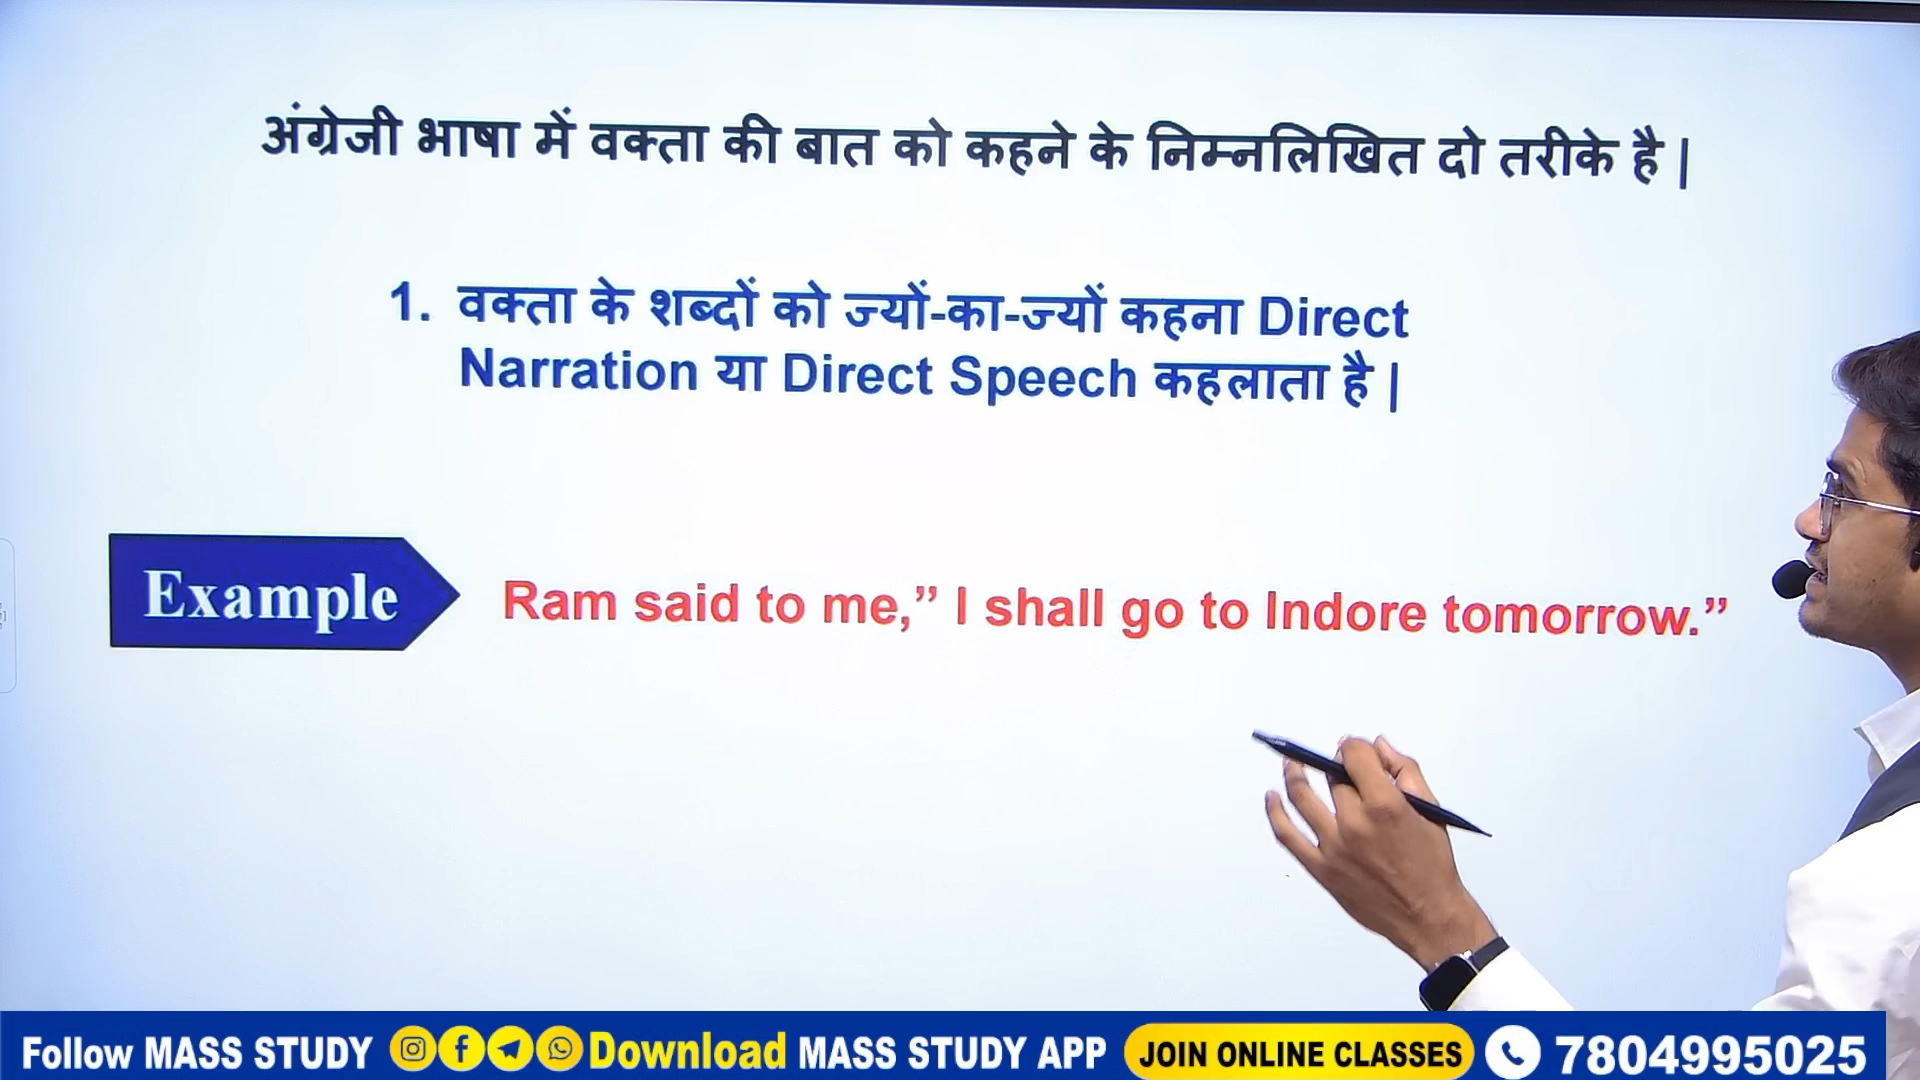 अंग्रेजी भाषा में वक्ता की बात को कहने के निम्नलिखित दो तरीके है |
1. वक्ता के शब्दों को ज्यों-का-ज्यों कहना Direct
Narration या Direct Speech कहलाता है |
Example
Ram said to me,” I shall go to Indore tomorrow.”
Follow MASS STUDY Download MASS STUDY APP JOIN ONLINE CLASSES 7804995025